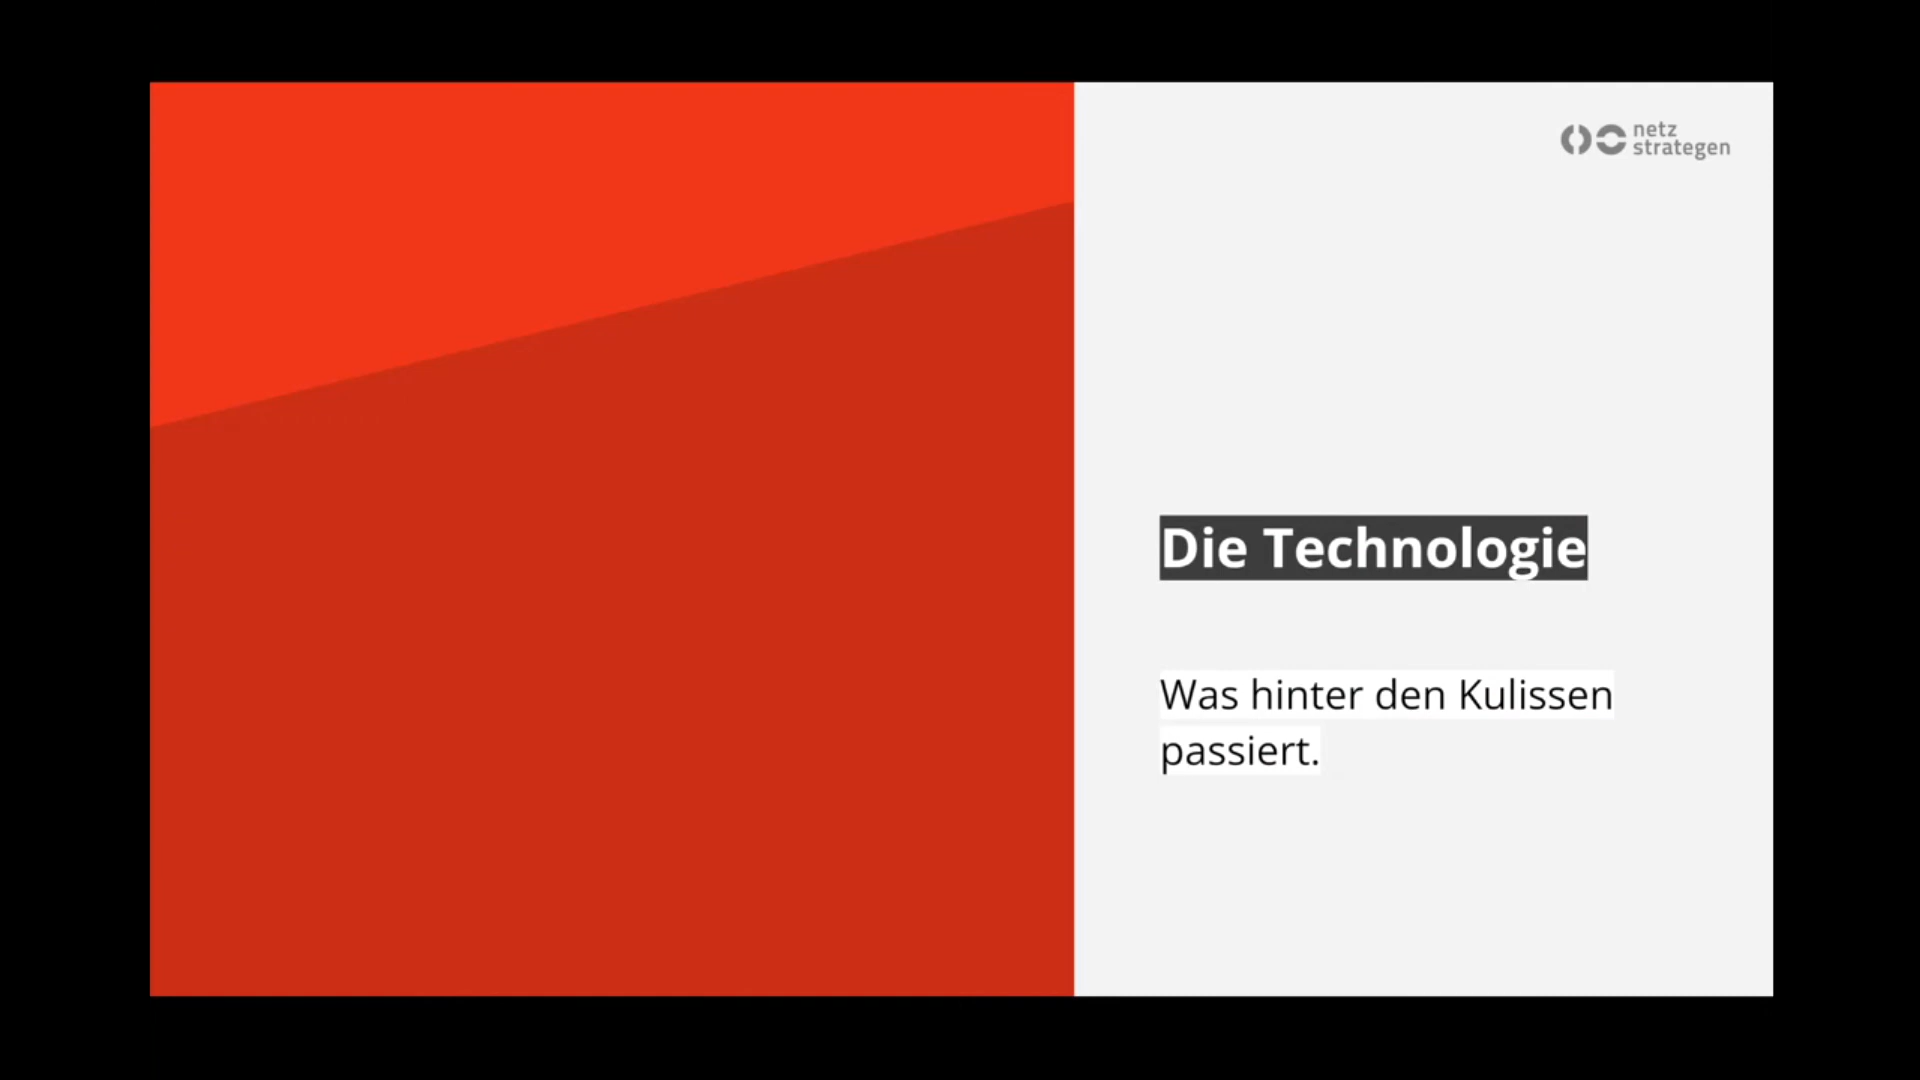 netz
strategen
Die Technologie
Was hinter den Kulissen
passiert.